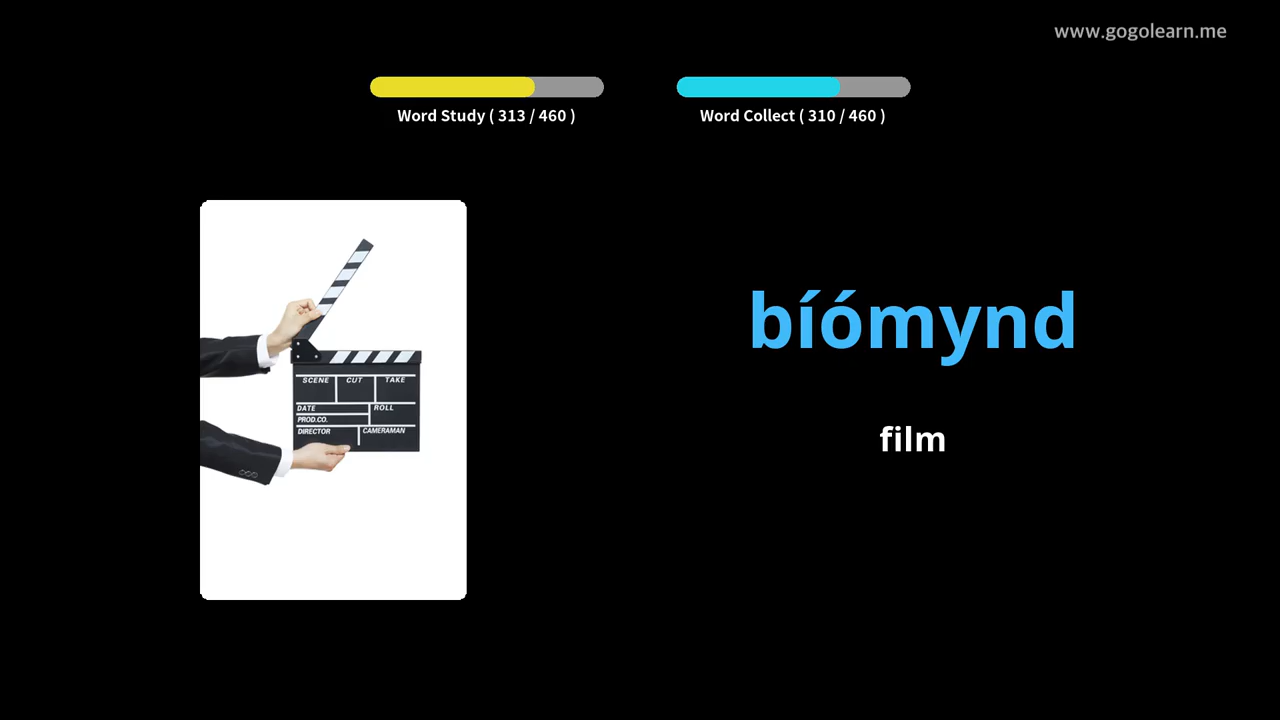 www.gogolearn.me
Word Study ( 313 / 460 )
Word Collect ( 310 / 460 )
bíómynd
film
SCENE CUT TAKE
DATE ROLL
PROD.CO.
DIRECTOR CAMERAMAN